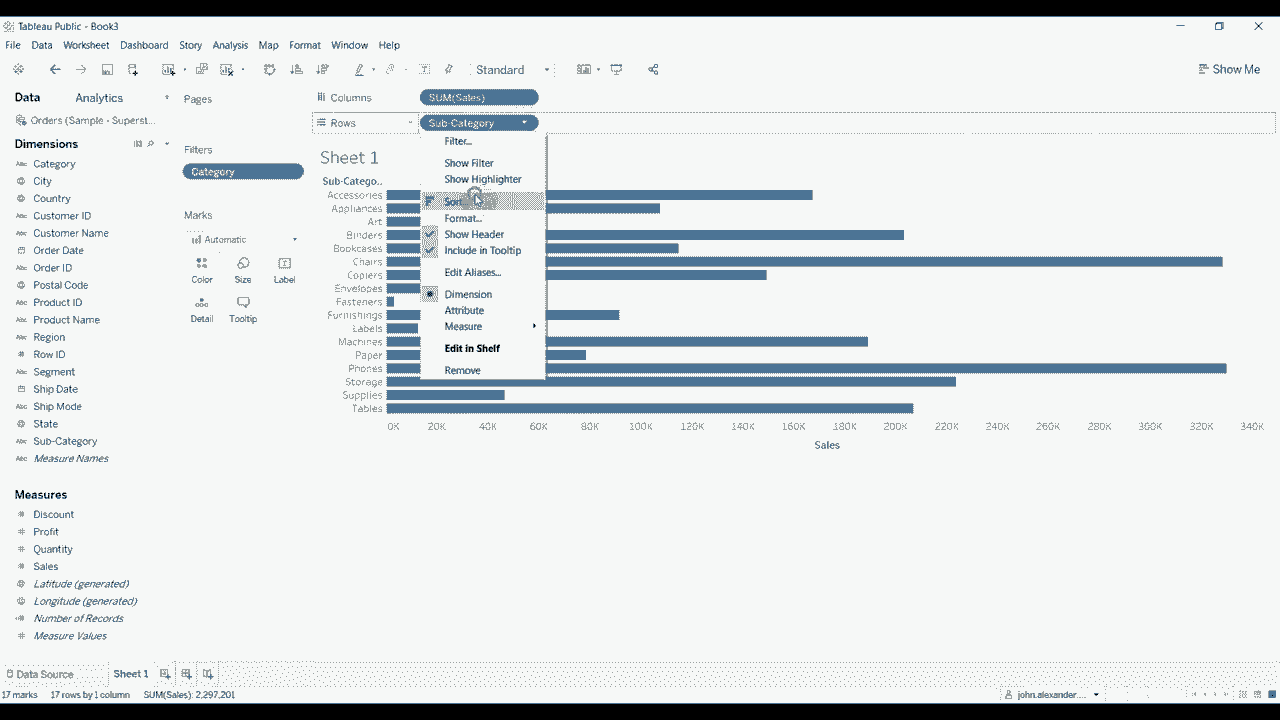 Tableau Public - Book3
File Data Worksheet Dashboard Story Analysis Map Format Window Help
Standard
Show Me
Data Analytics
Orders (Sample - Superst...
Dimensions
Category
City
Country
Customer ID
Customer Name
Order Date
Order ID
Postal Code
Product ID
Product Name
Region
Row ID
Segment
Ship Date
Ship Mode
State
Sub-Category
Measure Names
Measures
Discount
Profit
Quantity
Sales
Latitude (generated)
Longitude (generated)
Number of Records
Measure Values
Pages
Filters
Category
Marks
Automatic
Color Size Label
Detail Tooltip
Columns SUM(Sales)
Rows Sub-Category
Sheet 1
Sub-Catego..
Accessories
Appliances
Art
Binders
Bookcases
Chairs
Copiers
Envelopes
Fasteners
Furnishings
Labels
Machines
Paper
Phones
Storage
Supplies
Tables
Filter...
Show Filter
Show Highlighter
Format...
Show Header
Include in Tooltip
Edit Aliases...
Dimension
Attribute
Measure
Edit in Shelf
Remove
0K 20K 40K 60K 80K 100K 120K 140K 160K 180K 200K 220K 240K 260K 280K 300K 320K 340K
Sales
Data Source Sheet 1
17 marks 17 rows by 1 column SUM(Sales): 2,297,201
john.alexander....